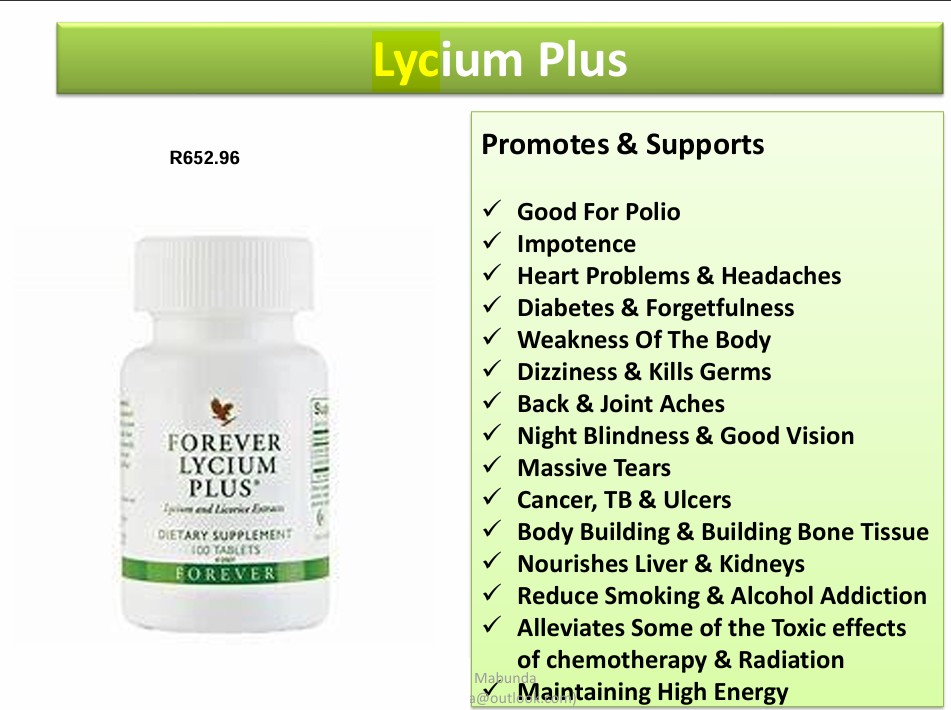 Lycium Plus
R652.96
Promotes & Supports
✓ Good For Polio
✓ Impotence
✓ Heart Problems & Headaches
✓ Diabetes & Forgetfulness
✓ Weakness Of The Body
✓ Dizziness & Kills Germs
✓ Back & Joint Aches
✓ Night Blindness & Good Vision
✓ Massive Tears
✓ Cancer, TB & Ulcers
✓ Body Building & Building Bone Tissue
✓ Nourishes Liver & Kidneys
✓ Reduce Smoking & Alcohol Addiction
✓ Alleviates Some of the Toxic effects
of chemotherapy & Radiation
✓ Maintaining High Energy
Mabunda
a@outlook.com)
FOREVER
LYCIUM
PLUS®
Lycium and Licorice Extracts
DIETARY SUPPLEMENT
100 TABLETS
FOREVER